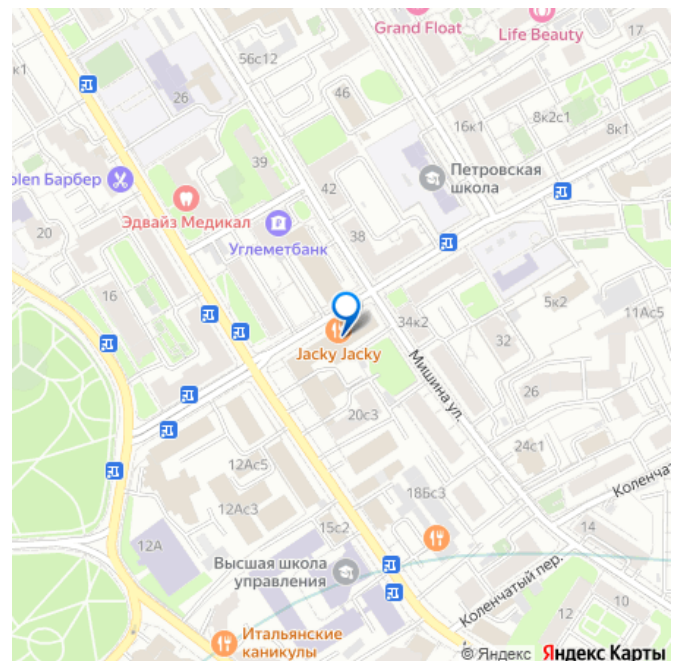 Grand Float
Life Beauty
17
к1
56с12
26
46
16к1
8к2с1
8к1
39
Петровская
школа
olen Барбер
42
Эдвайз Медикал
20
Углеметбанк
38
16
5к2
11Ас5
34к2
32
Jacky Jacky
Мишина ул.
26
20с3
24с1
12Ас5
Коленча
18Бс3
12Ас3
15с2
14
12А
Высшая школа
управления
Коленчатый пер.
12
10
Итальянские
каникулы
© Яндекс Яндекс Карты